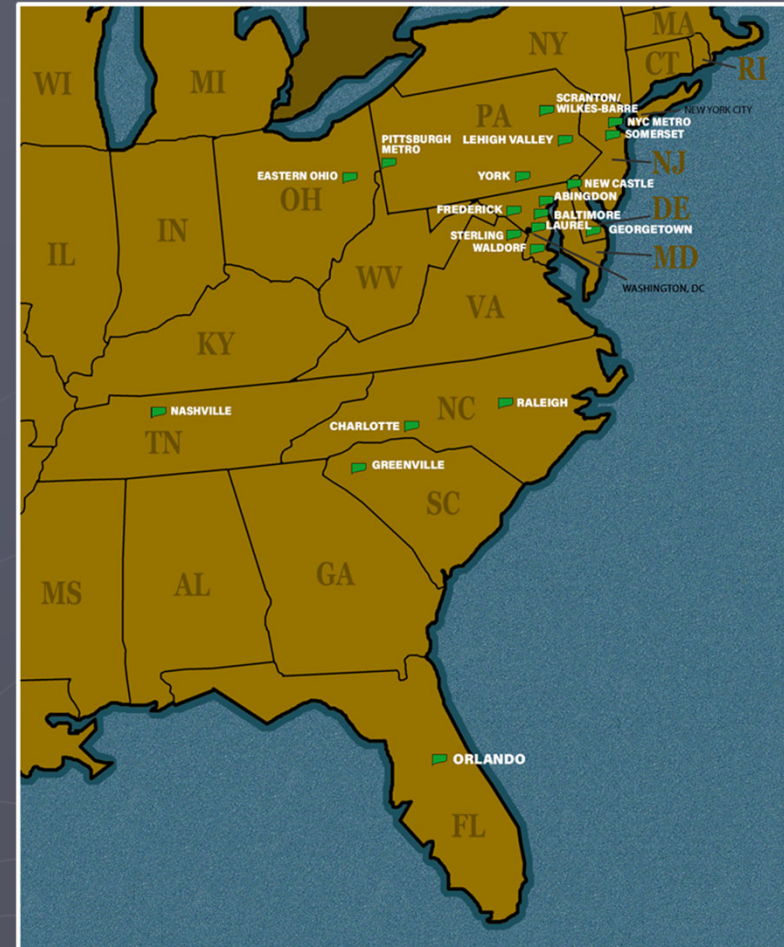 MA
NY
WI
MI
CT
RI
SCRANTON/
WILKES-BARRE
NEW YORK CITY
PA
NYC METRO
SOMERSET
PITTSBURGH
METRO
LEHIGH VALLEY
NJ
EASTERN OHIO
YORK
NEW CASTLE
OH
ABINGDON
FREDERICK
BALTIMORE
DE
IN
LAUREL
GEORGETOWN
STERLING
WALDORF
IL
MD
WV
WASHINGTON, DC
VA
KY
NASHVILLE
NC
RALEIGH
CHARLOTTE
TN
GREENVILLE
SC
GA
AL
MS
ORLANDO
FL